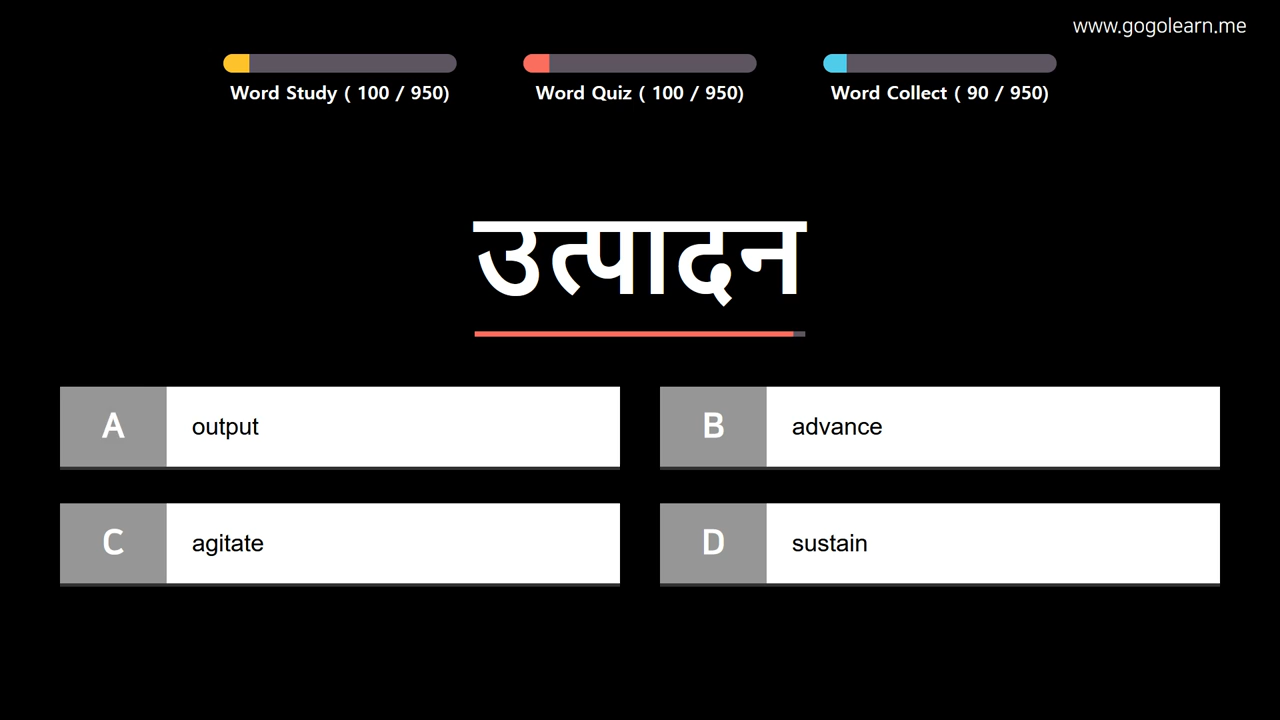 www.gogolearn.me
Word Study ( 100 / 950)
Word Quiz ( 100 / 950)
Word Collect ( 90 / 950)
उत्पादन
A output
B advance
C agitate
D sustain